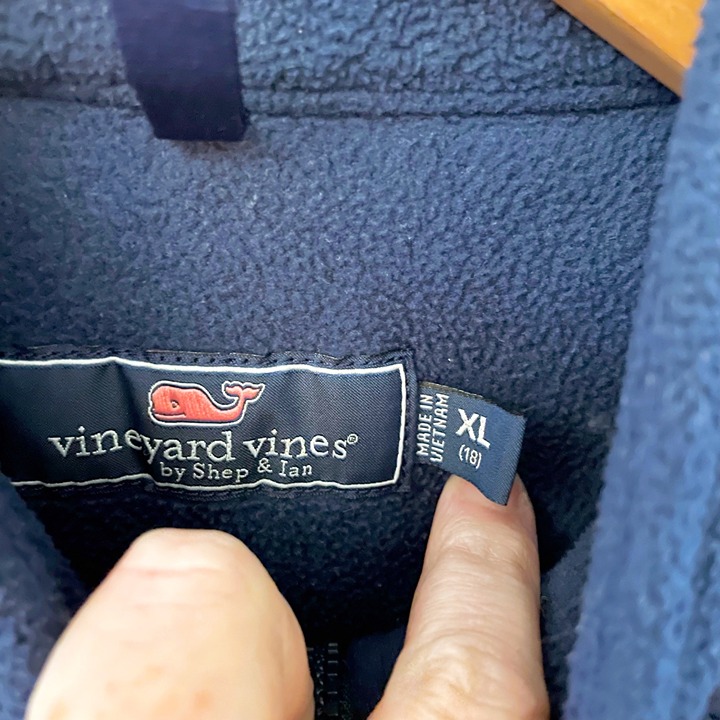 vineyard vines®
by Shep & Ian
MADE IN
VIETNAM
XL
(18)